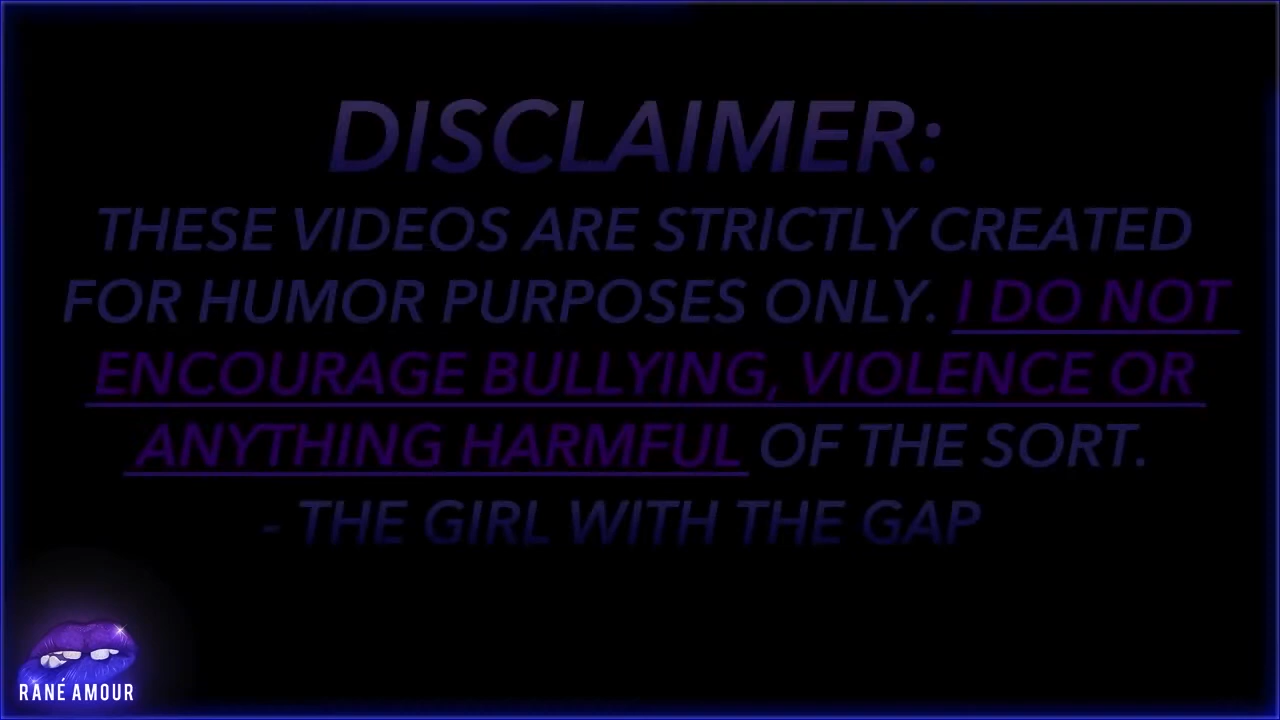 DISCLAIMER:
THESE VIDEOS ARE STRICTLY CREATED
FOR HUMOR PURPOSES ONLY. I DO NOT
ENCOURAGE BULLYING, VIOLENCE OR
ANYTHING HARMFUL OF THE SORT.
- THE GIRL WITH THE GAP
RANÉ AMOUR